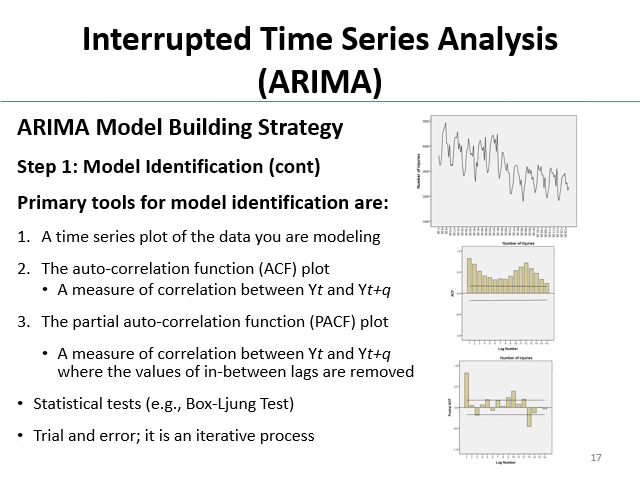 Interrupted Time Series Analysis
(ARIMA)
ARIMA Model Building Strategy
Step 1: Model Identification (cont)
Primary tools for model identification are:
1. A time series plot of the data you are modeling
2. The auto-correlation function (ACF) plot
• A measure of correlation between Yt and Yt+q
3. The partial auto-correlation function (PACF) plot
• A measure of correlation between Yt and Yt+q
where the values of in-between lags are removed
• Statistical tests (e.g., Box-Ljung Test)
• Trial and error; it is an iterative process
Number of Injuries
Number of Injuries
ACF
Lag Number
Number of Injuries
Partial ACF
Lag Number
17